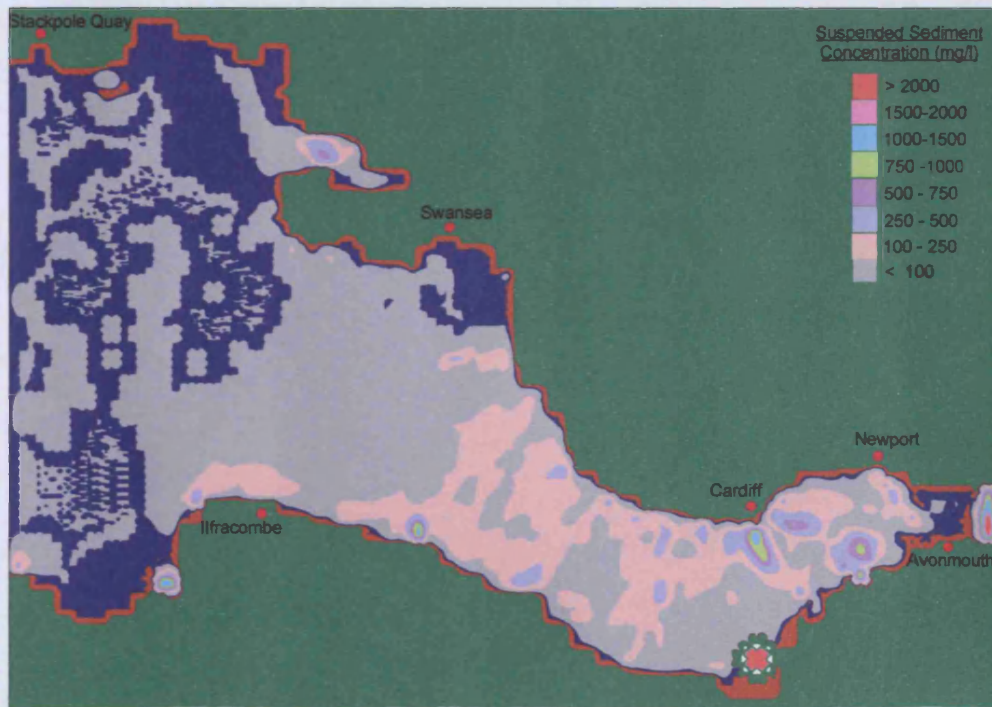 Stackpole Quay
Suspended Sediment
Concentration (mg/l)
> 2000
1500-2000
1000-1500
750 -1000
500 - 750
250 - 500
100 - 250
< 100
Swansea
Newport
Cardiff
Ilfracombe
Avonmouth